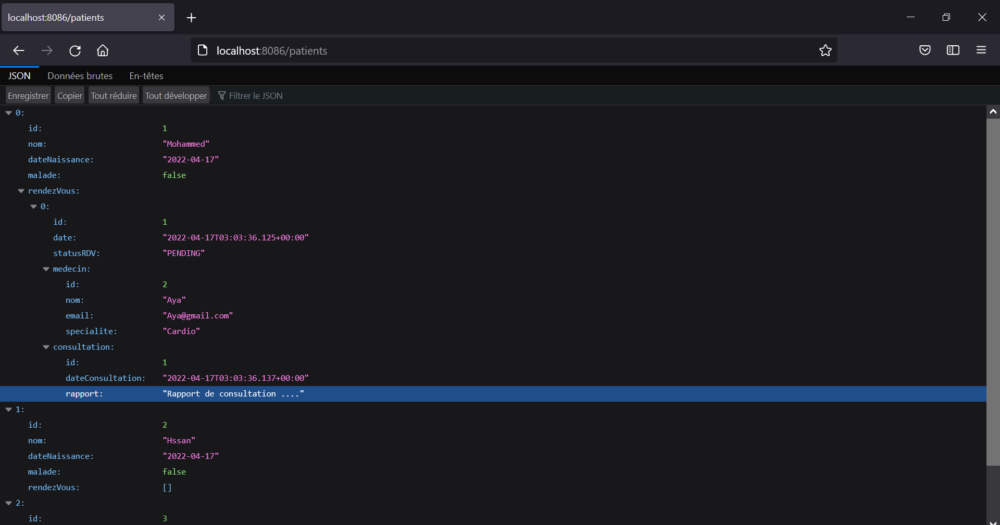 localhost:8086/patients
localhost:8086/patients
JSON Données brutes En-têtes
Enregistrer Copier Tout réduire Tout développer Filtrer le JSON
0:
id: 1
nom: "Mohammed"
dateNaissance: "2022-04-17"
malade: false
rendezVous:
0:
id: 1
date: "2022-04-17T03:03:36.125+00:00"
statusRDV: "PENDING"
medecin:
id: 2
nom: "Aya"
email: "Aya@gmail.com"
specialite: "Cardio"
consultation:
id: 1
dateConsultation: "2022-04-17T03:03:36.137+00:00"
rapport: "Rapport de consultation ...."
1:
id: 2
nom: "Hssan"
dateNaissance: "2022-04-17"
malade: false
rendezVous: []
2:
id: 3